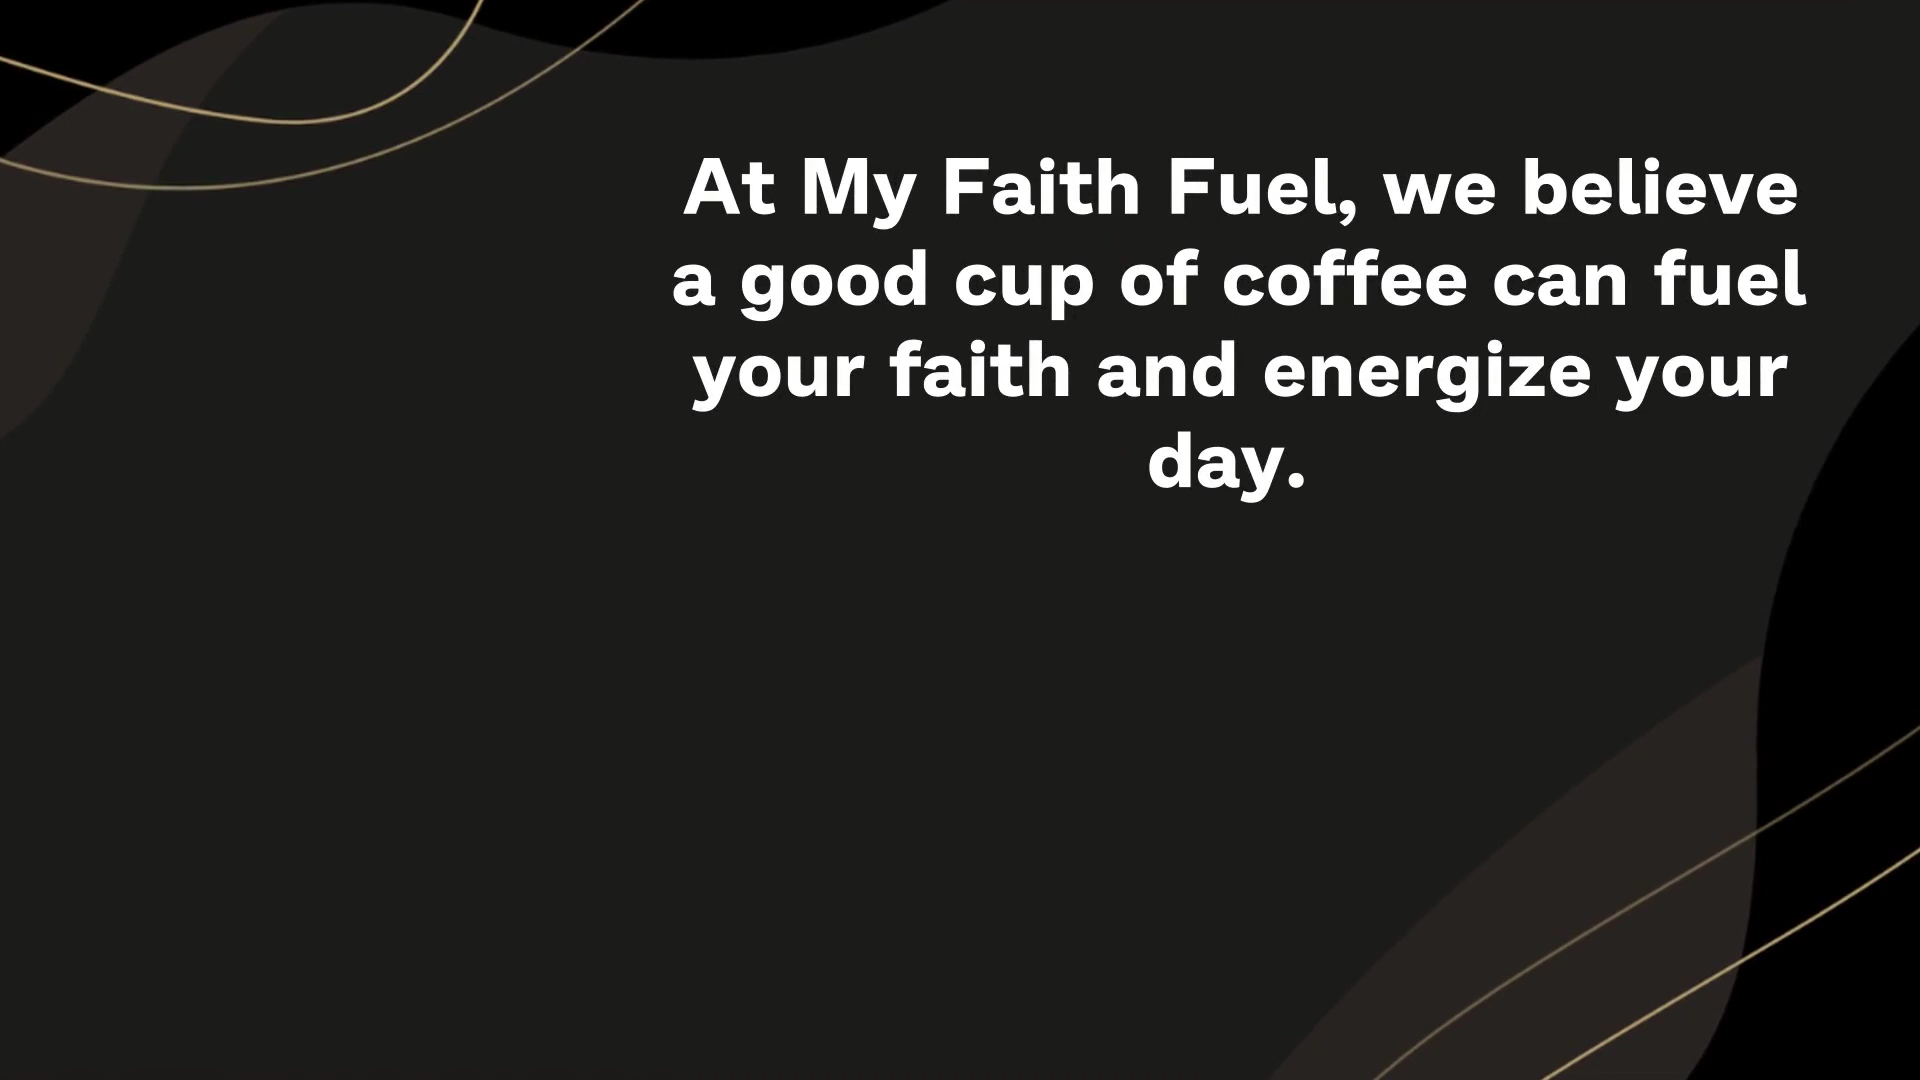 At My Faith Fuel, we believe
a good cup of coffee can fuel
your faith and energize your
day.